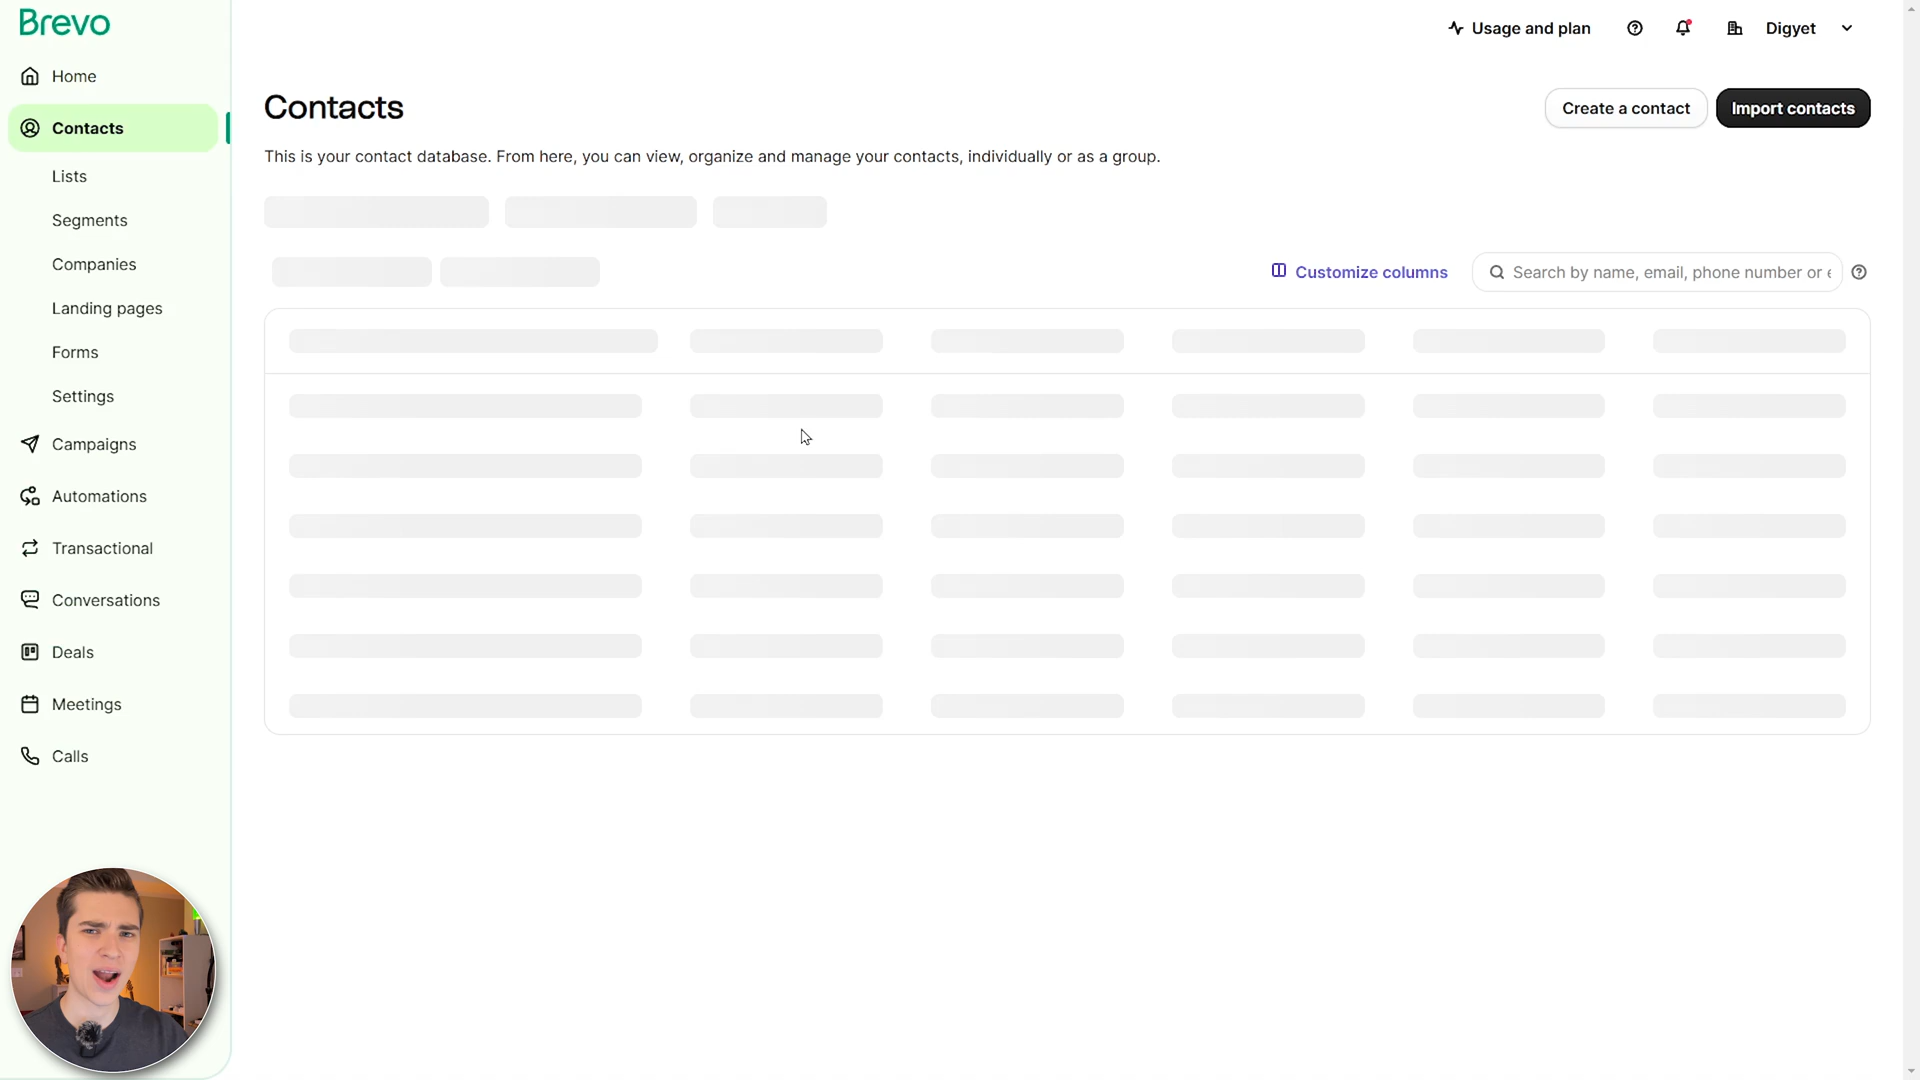 Brevo
Usage and plan
Digyet
Home
Contacts
Lists
Segments
Companies
Landing pages
Forms
Settings
Campaigns
Automations
Transactional
Conversations
Deals
Meetings
Calls
Contacts
Create a contact
Import contacts
This is your contact database. From here, you can view, organize and manage your contacts, individually or as a group.
Customize columns
Search by name, email, phone number or e